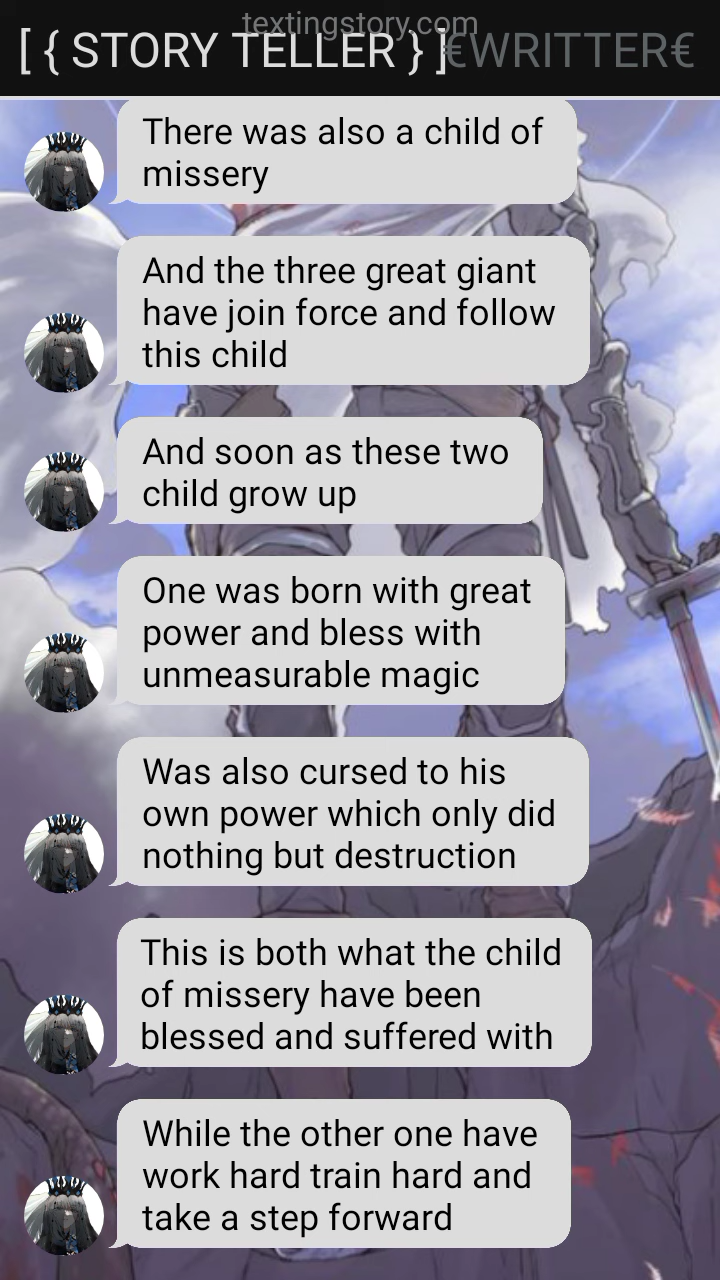 textingstory.com
[ { STORY TELLER } ]€WRITTER€
There was also a child of
missery
And the three great giant
have join force and follow
this child
And soon as these two
child grow up
One was born with great
power and bless with
unmeasurable magic
Was also cursed to his
own power which only did
nothing but destruction
This is both what the child
of missery have been
blessed and suffered with
While the other one have
work hard train hard and
take a step forward